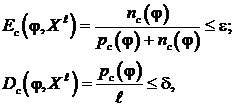 E_c(φ, X^ℓ) = n_c(φ) / (p_c(φ) + n_c(φ)) ≤ ε;
D_c(φ, X^ℓ) = p_c(φ) / ℓ ≤ δ,